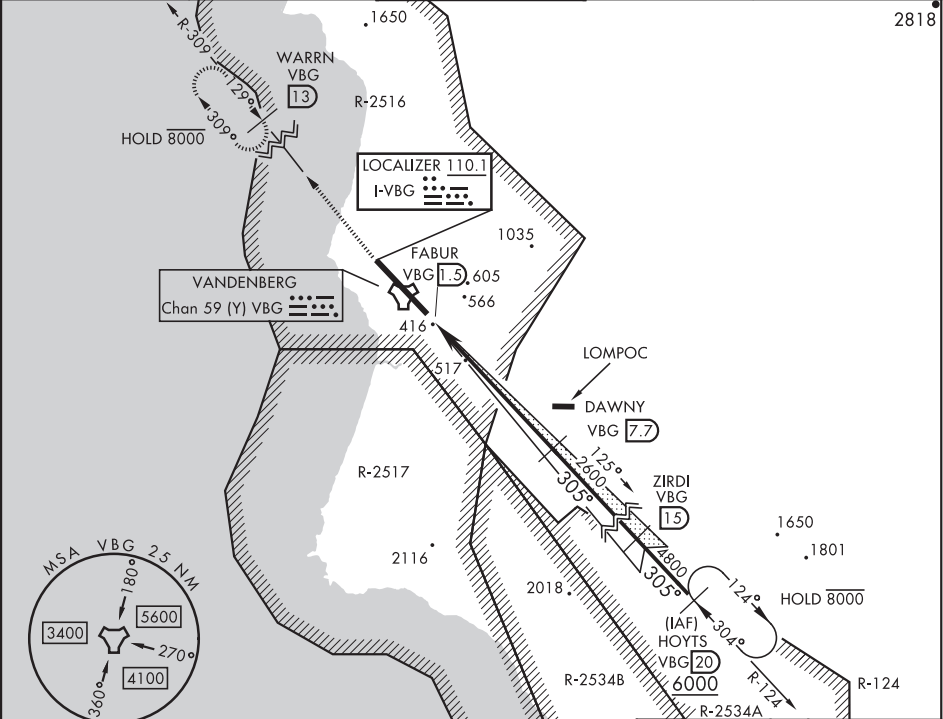 1650
2818
R-309
WARRN
VBG
13
129°
309°
R-2516
HOLD 8000
LOCALIZER 110.1
I-VBG
1035
FABUR
VBG 1.5
605
566
VANDENBERG
Chan 59 (Y) VBG
416
517
LOMPOC
DAWNY
VBG 7.7
125°
2600
305°
R-2517
ZIRDI
VBG
15
1650
1801
2116
4800
305°
2018
124°
304°
HOLD 8000
(IAF)
HOYTS
VBG 20
6000
R-124
R-124
R-2534B
R-2534A
MSA VBG 25 NM
180°
5600
3400
270°
4100
360°